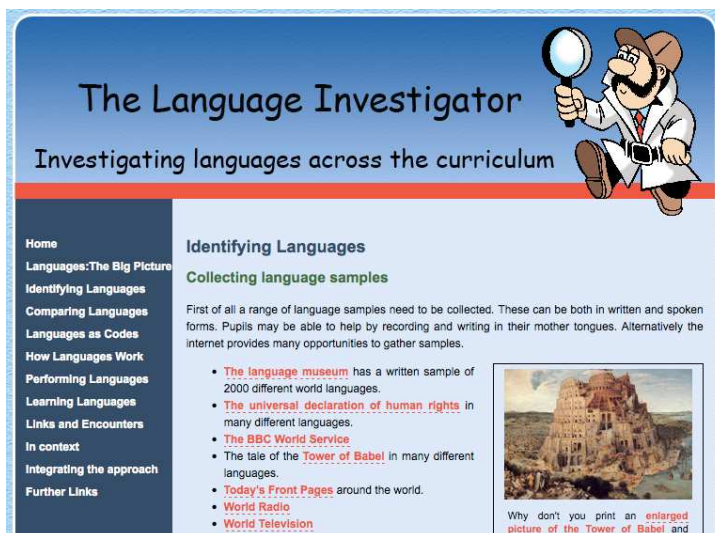 The Language Investigator
Investigating languages across the curriculum
Home
Languages:The Big Picture
Identifying Languages
Comparing Languages
Languages as Codes
How Languages Work
Performing Languages
Learning Languages
Links and Encounters
In context
Integrating the approach
Further Links
Identifying Languages
Collecting language samples
First of all a range of language samples need to be collected. These can be both in written and spoken
forms. Pupils may be able to help by recording and writing in their mother tongues. Alternatively the
internet provides many opportunities to gather samples.
• The language museum has a written sample of
2000 different world languages.
• The universal declaration of human rights in
many different languages.
• The BBC World Service
• The tale of the Tower of Babel in many different
languages.
• Today's Front Pages around the world.
• World Radio
• World Television
Why don't you print an enlarged
picture of the Tower of Babel and